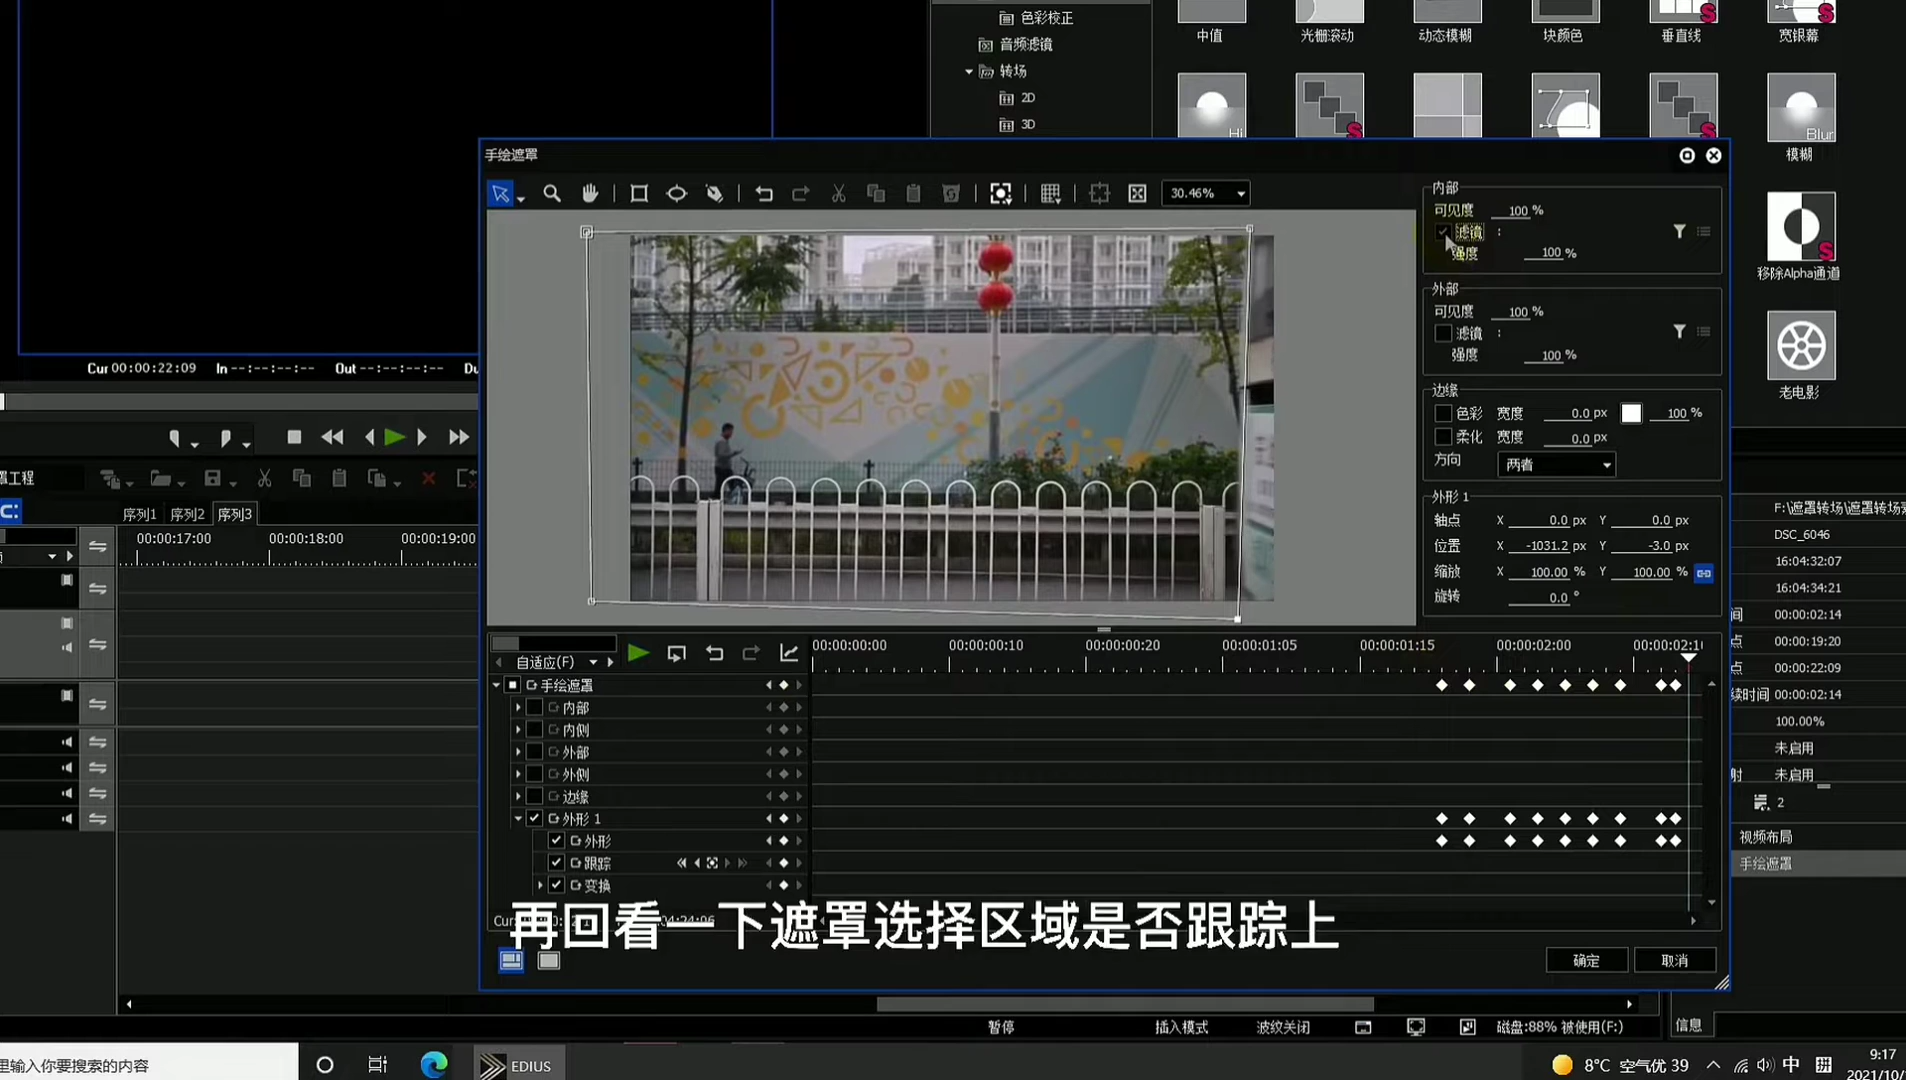 色彩校正
音频滤镜
转场
2D
3D
中值
光栅滚动
动态模糊
块颜色
垂直线
宽银幕
Hi
Blur
模糊
移除Alpha通道
老电影
Cur 00:00:22:09 In --:--:--:-- Out --:--:--:--
序列1 序列2 序列3
00:00:17:00 00:00:18:00 00:00:19:00
手绘遮罩
30.46%
内部
可见度 100 %
滤镜 :
强度 100 %
外部
可见度 100 %
滤镜 :
强度 100 %
边缘
色彩 宽度 0.0 px 100 %
柔化 宽度 0.0 px
方向 两者
外形 1
轴点 X 0.0 px Y 0.0 px
位置 X -1031.2 px Y -3.0 px
缩放 X 100.00 % Y 100.00 %
旋转 0.0 °
自适应(F)
00:00:00:00 00:00:00:10 00:00:00:20 00:00:01:05 00:00:01:15 00:00:02:00
手绘遮罩
内部
内侧
外部
外侧
边缘
外形 1
外形
跟踪
变换
再回看一下遮罩选择区域是否跟踪上
确定 取消
DSC_6046
16:04:32:07
16:04:34:21
00:00:02:14
00:00:19:20
00:00:22:09
00:00:02:14
100.00%
未启用
未启用
2
视频布局
手绘遮罩
信息
暂停 插入模式 波纹关闭 磁盘:88% 被使用(F:)
里输入你要搜索的内容
EDIUS
8°C 空气优 39
中
拼
9:17